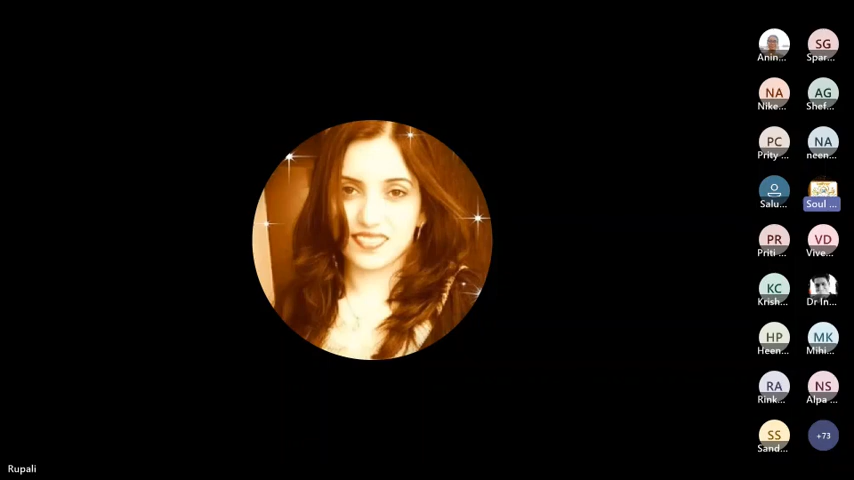 Anin...
SG
Spar...
NA
Nike...
AG
Shef...
PC
Prity ...
NA
neen...
Salu...
Soul ...
PR
Priti ...
VD
Vive...
KC
Krish...
Dr In...
HP
Heen...
MK
Mihi...
RA
Rink...
NS
Alpa ...
SS
Sand...
+73
Rupali